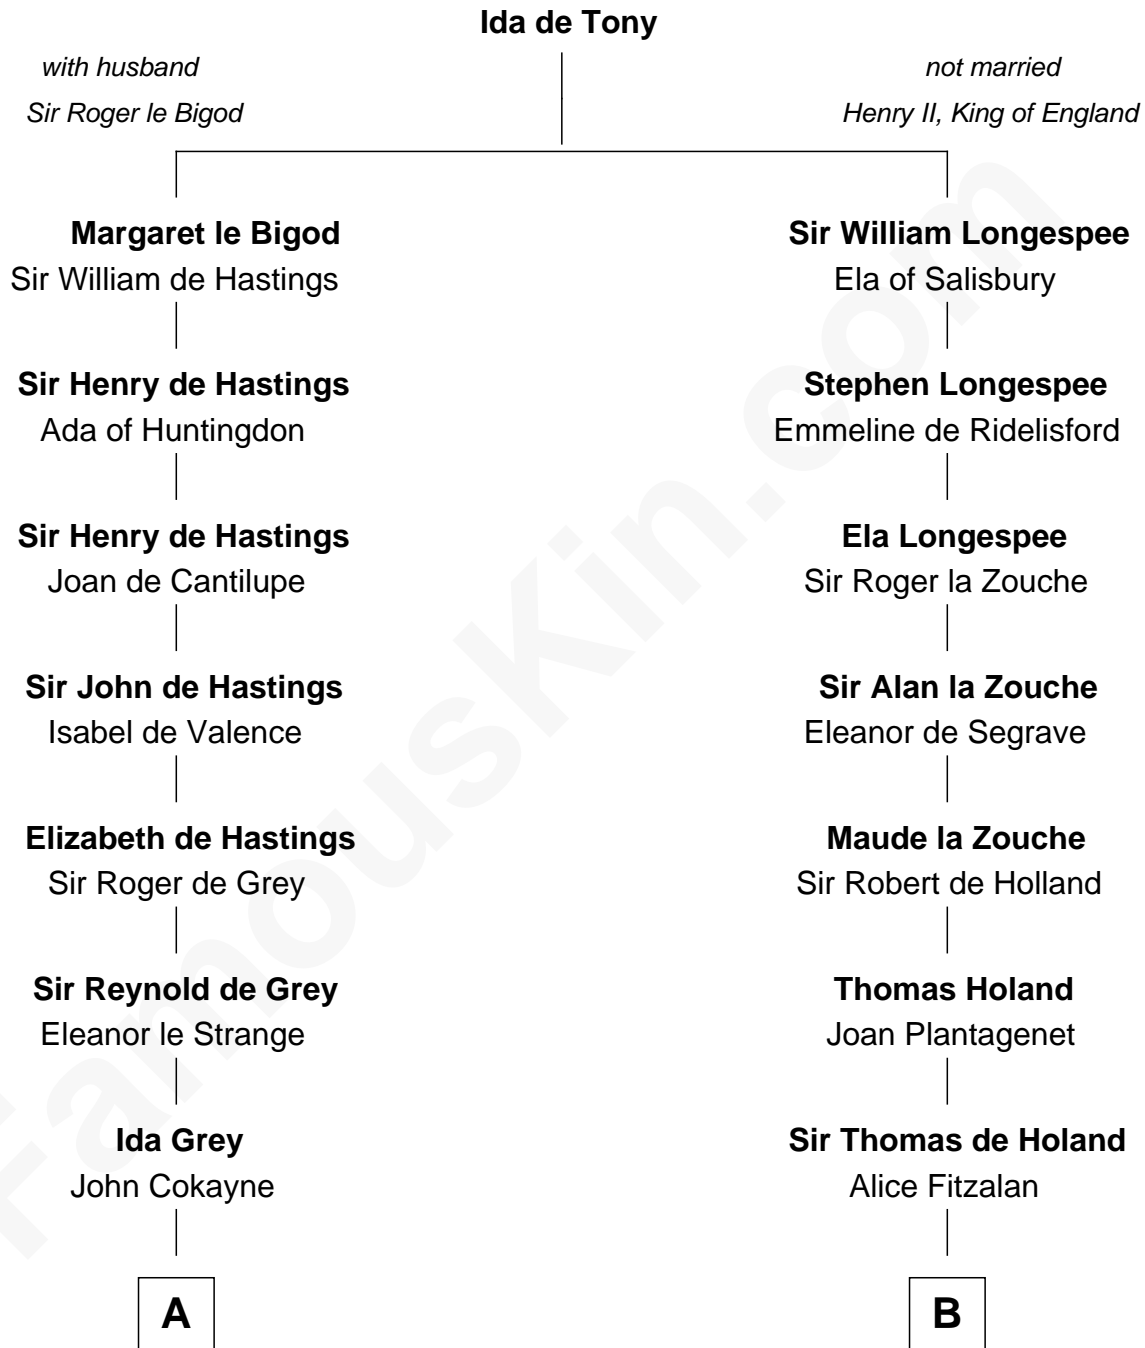 Ida de Tony
with husband
Sir Roger le Bigod
not married
Henry II, King of England
Margaret le Bigod
Sir William de Hastings
Sir William Longespee
Ela of Salisbury
Sir Henry de Hastings
Ada of Huntingdon
Stephen Longespee
Emmeline de Ridelisford
Sir Henry de Hastings
Joan de Cantilupe
Ela Longespee
Sir Roger la Zouche
Sir John de Hastings
Isabel de Valence
Sir Alan la Zouche
Eleanor de Segrave
Elizabeth de Hastings
Sir Roger de Grey
Maude la Zouche
Sir Robert de Holland
Sir Reynold de Grey
Eleanor le Strange
Thomas Holand
Joan Plantagenet
Ida Grey
John Cokayne
Sir Thomas de Holand
Alice Fitzalan
A
B
FamousKin.com